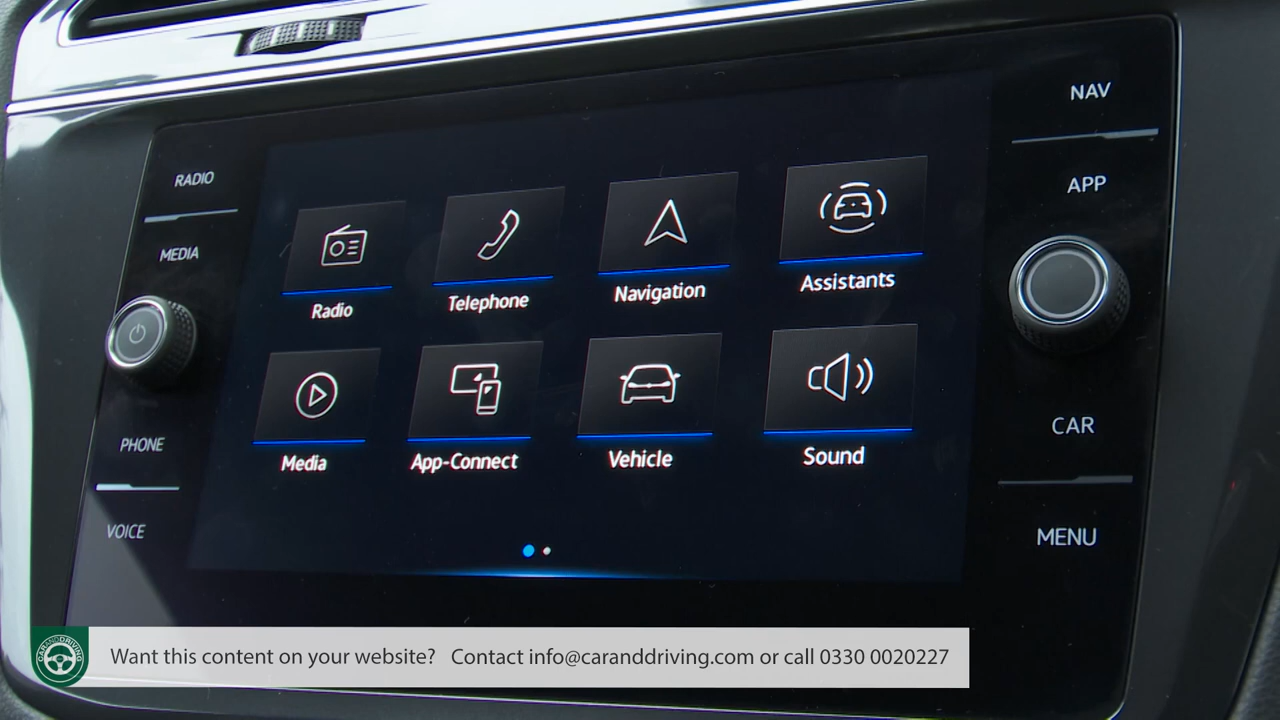 RADIO
MEDIA
PHONE
VOICE
Radio
Telephone
Navigation
Assistants
Media
App-Connect
Vehicle
Sound
NAV
APP
CAR
MENU
CARANDDRIVING
Want this content on your website? Contact info@caranddriving.com or call 0330 0020227